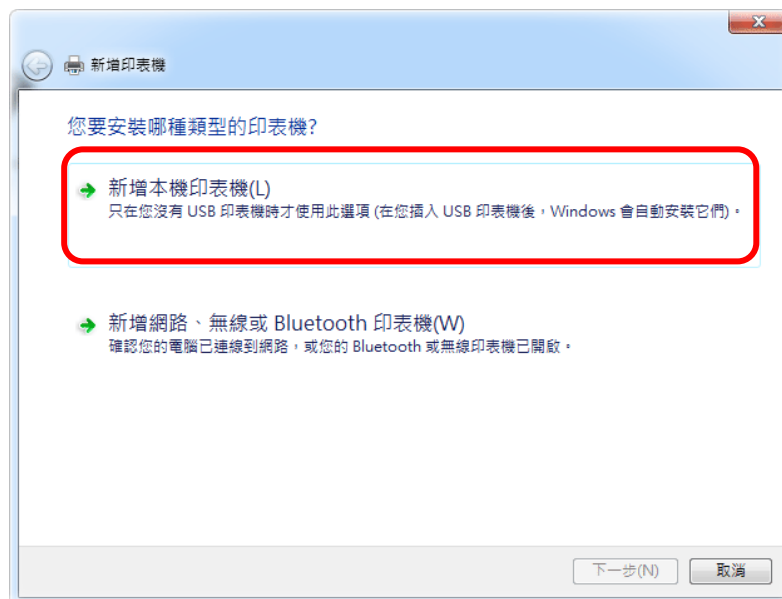 新增印表機
您要安裝哪種類型的印表機?
新增本機印表機(L)
只在您沒有 USB 印表機時才使用此選項 (在您插入 USB 印表機後，Windows 會自動安裝它們)。
新增網路、無線或 Bluetooth 印表機(W)
確認您的電腦已連線到網路，或您的 Bluetooth 或無線印表機已開啟。
下一步(N)
取消